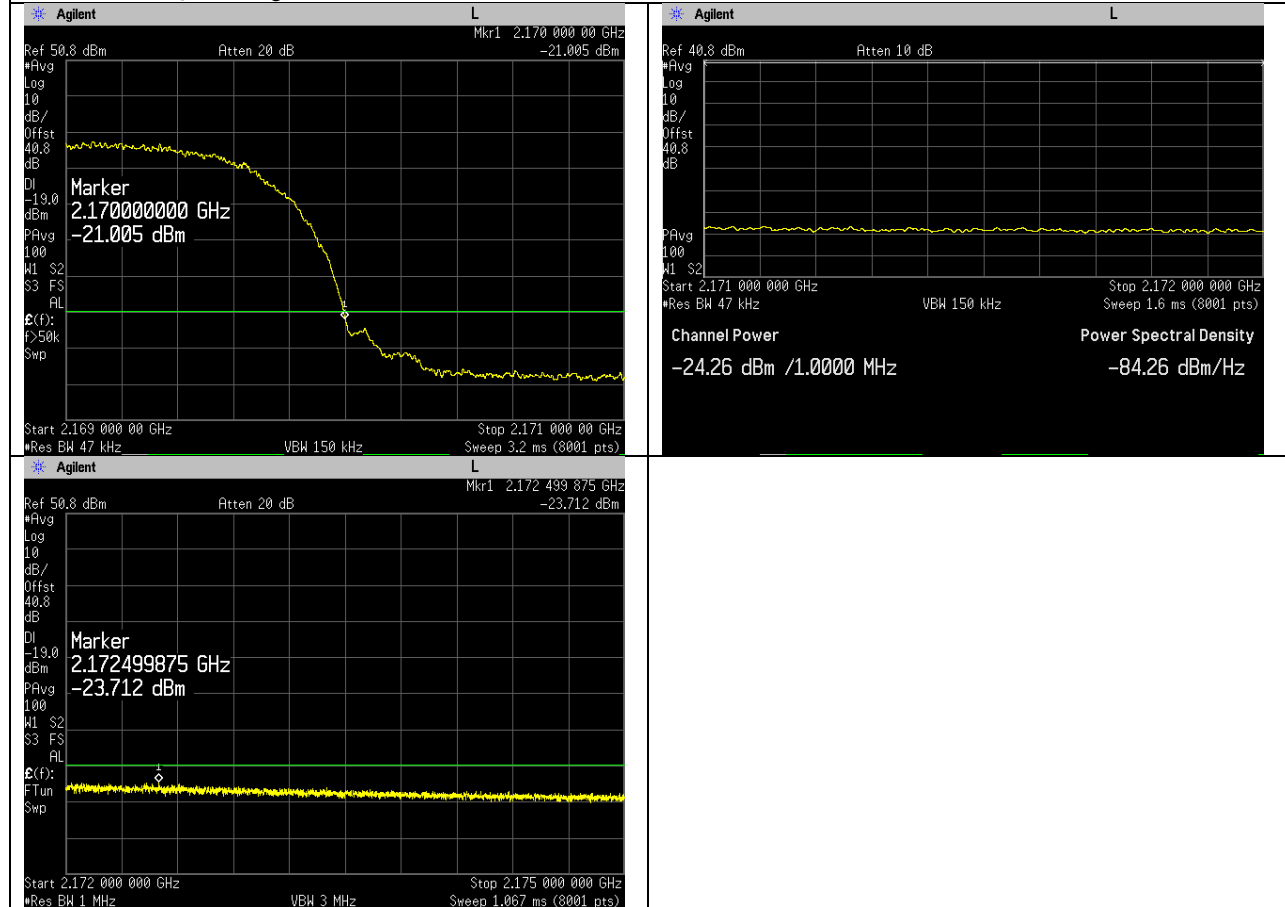 Agilent L
Mkr1 2.170 000 00 GHz
Ref 50.8 dBm Atten 20 dB -21.005 dBm
#Avg
Log
10
dB/
Offst
40.8
dB
DI
-19.0
dBm
PAvg
100
W1 S2
S3 FS
AL
£(f):
f>50k
Swp
Marker
2.170000000 GHz
-21.005 dBm
1
Start 2.169 000 00 GHz Stop 2.171 000 00 GHz
#Res BW 47 kHz VBW 150 kHz Sweep 3.2 ms (8001 pts)
Agilent L
Ref 40.8 dBm Atten 10 dB
#Avg
Log
10
dB/
Offst
40.8
dB
PAvg
100
W1 S2
Start 2.171 000 000 GHz Stop 2.172 000 000 GHz
#Res BW 47 kHz VBW 150 kHz Sweep 1.6 ms (8001 pts)
Channel Power Power Spectral Density
-24.26 dBm /1.0000 MHz -84.26 dBm/Hz
Agilent L
Mkr1 2.172 499 875 GHz
Ref 50.8 dBm Atten 20 dB -23.712 dBm
#Avg
Log
10
dB/
Offst
40.8
dB
DI
-19.0
dBm
PAvg
100
W1 S2
S3 FS
AL
£(f):
FTun
Swp
Marker
2.172499875 GHz
-23.712 dBm
1
Start 2.172 000 000 GHz Stop 2.175 000 000 GHz
#Res BW 1 MHz VBW 3 MHz Sweep 1.067 ms (8001 pts)